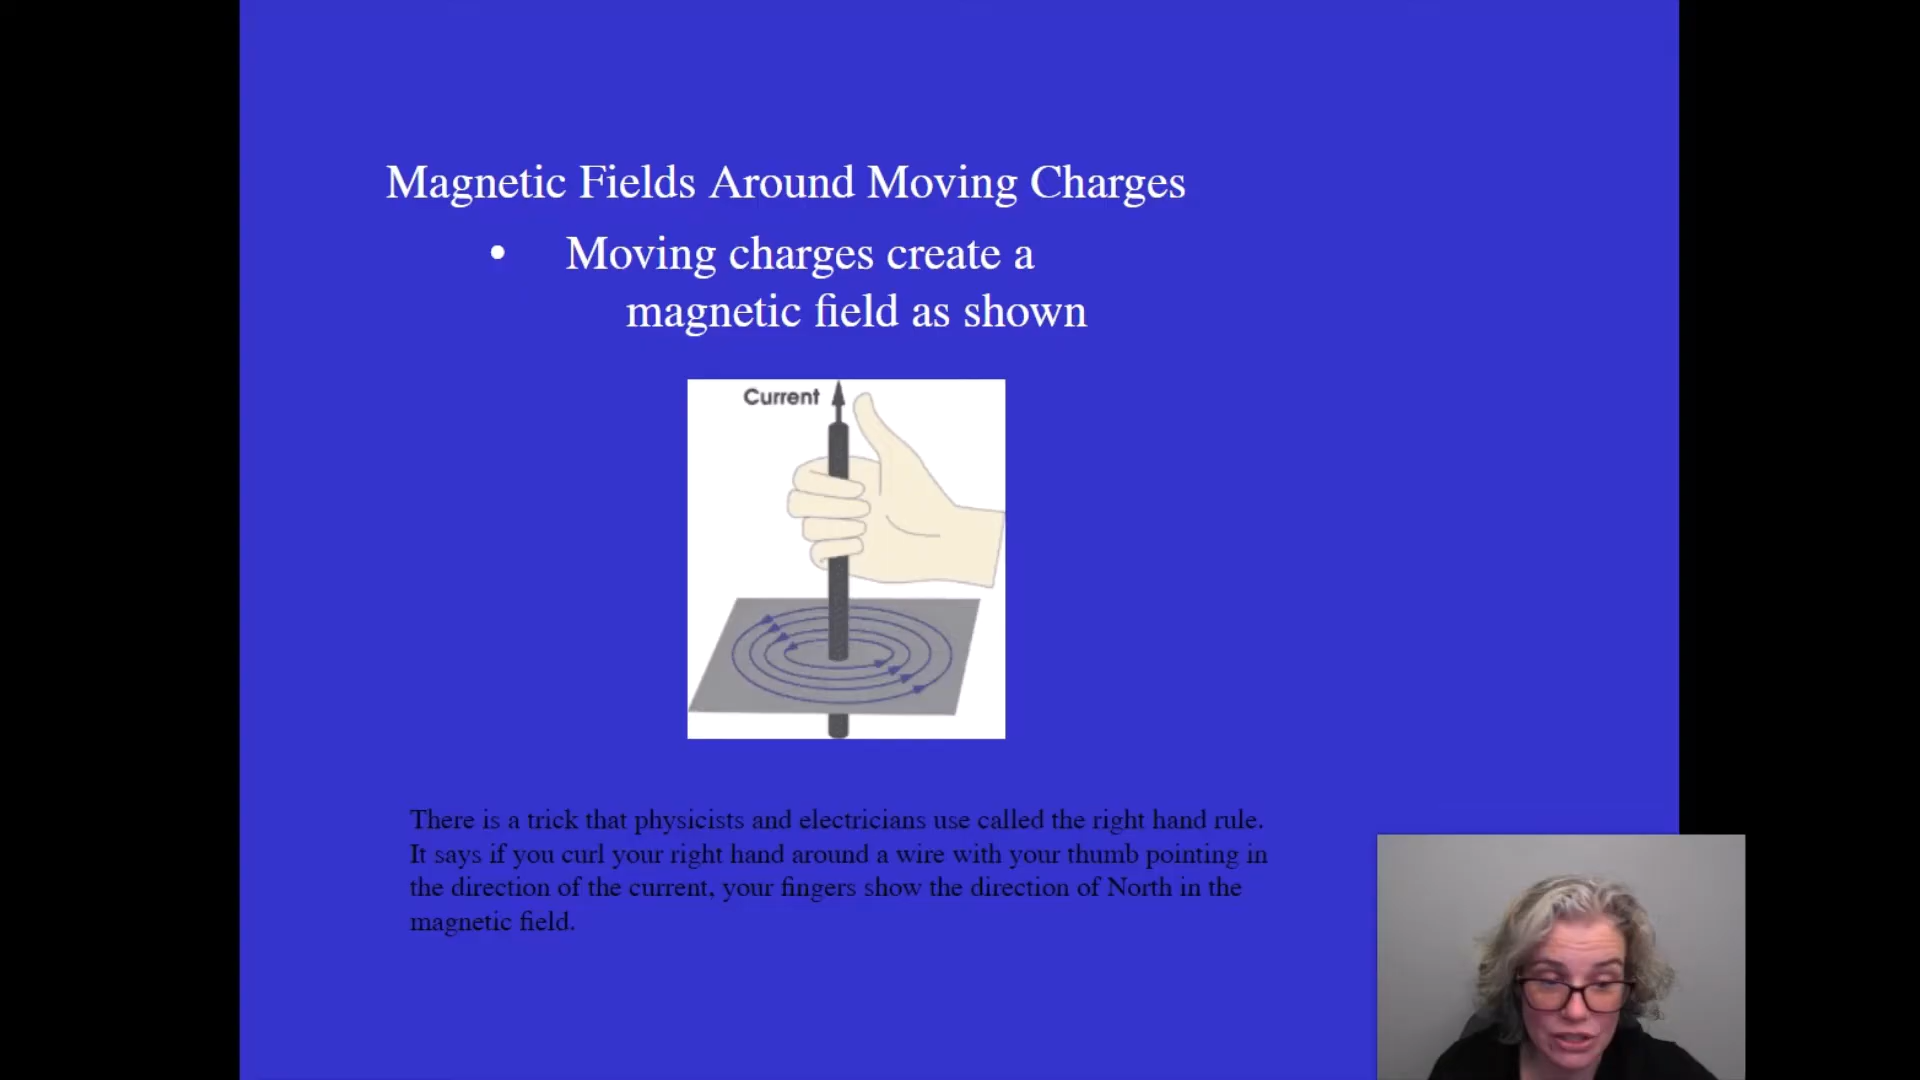 Magnetic Fields Around Moving Charges
• Moving charges create a
magnetic field as shown
Current
There is a trick that physicists and electricians use called the right hand rule.
It says if you curl your right hand around a wire with your thumb pointing in
the direction of the current, your fingers show the direction of North in the
magnetic field.